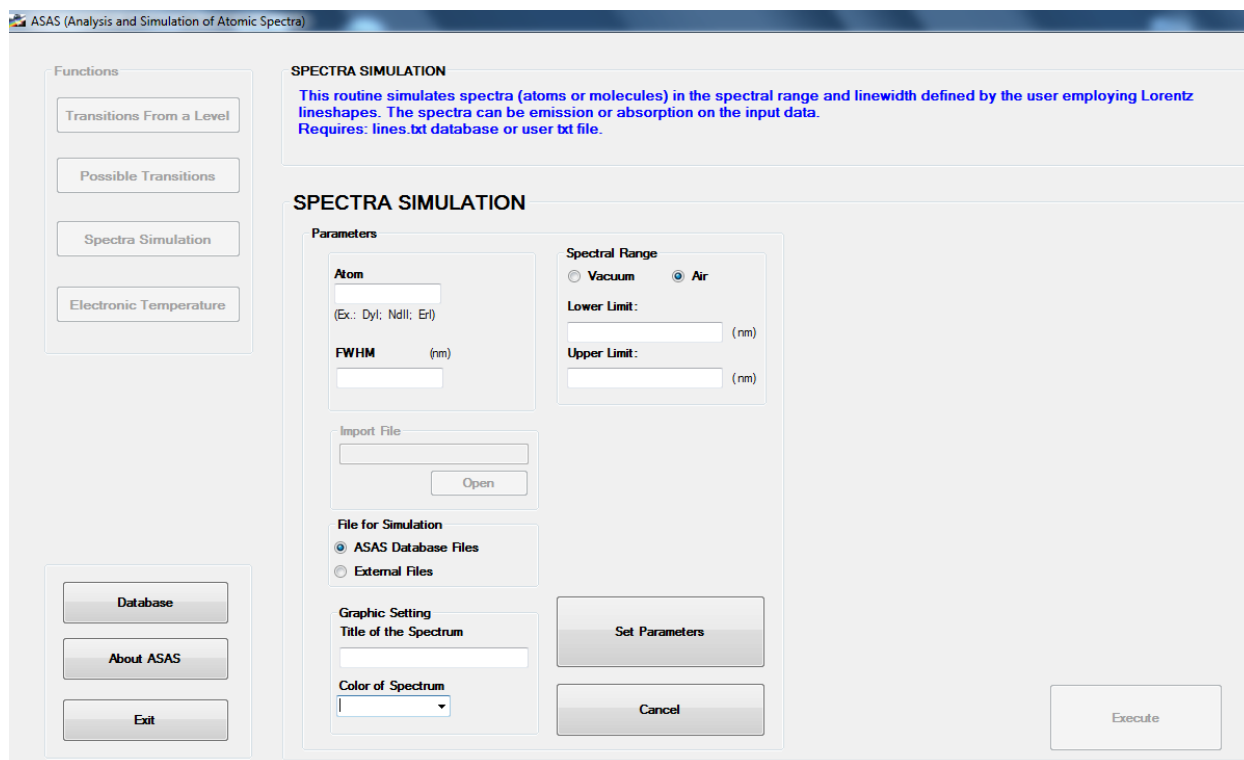 ASAS (Analysis and Simulation of Atomic Spectra)
Functions
Transitions From a Level
Possible Transitions
Spectra Simulation
Electronic Temperature
SPECTRA SIMULATION
This routine simulates spectra (atoms or molecules) in the spectral range and linewidth defined by the user employing Lorentz
lineshapes. The spectra can be emission or absorption on the input data.
Requires: lines.txt database or user txt file.
SPECTRA SIMULATION
Parameters
Atom
(Ex.: DyI; NdII; ErI)
FWHM (nm)
Spectral Range
Vacuum Air
Lower Limit:
(nm)
Upper Limit:
(nm)
Import File
Open
File for Simulation
ASAS Database Files
External Files
Graphic Setting
Title of the Spectrum
Color of Spectrum
Set Parameters
Cancel
Database
About ASAS
Exit
Execute